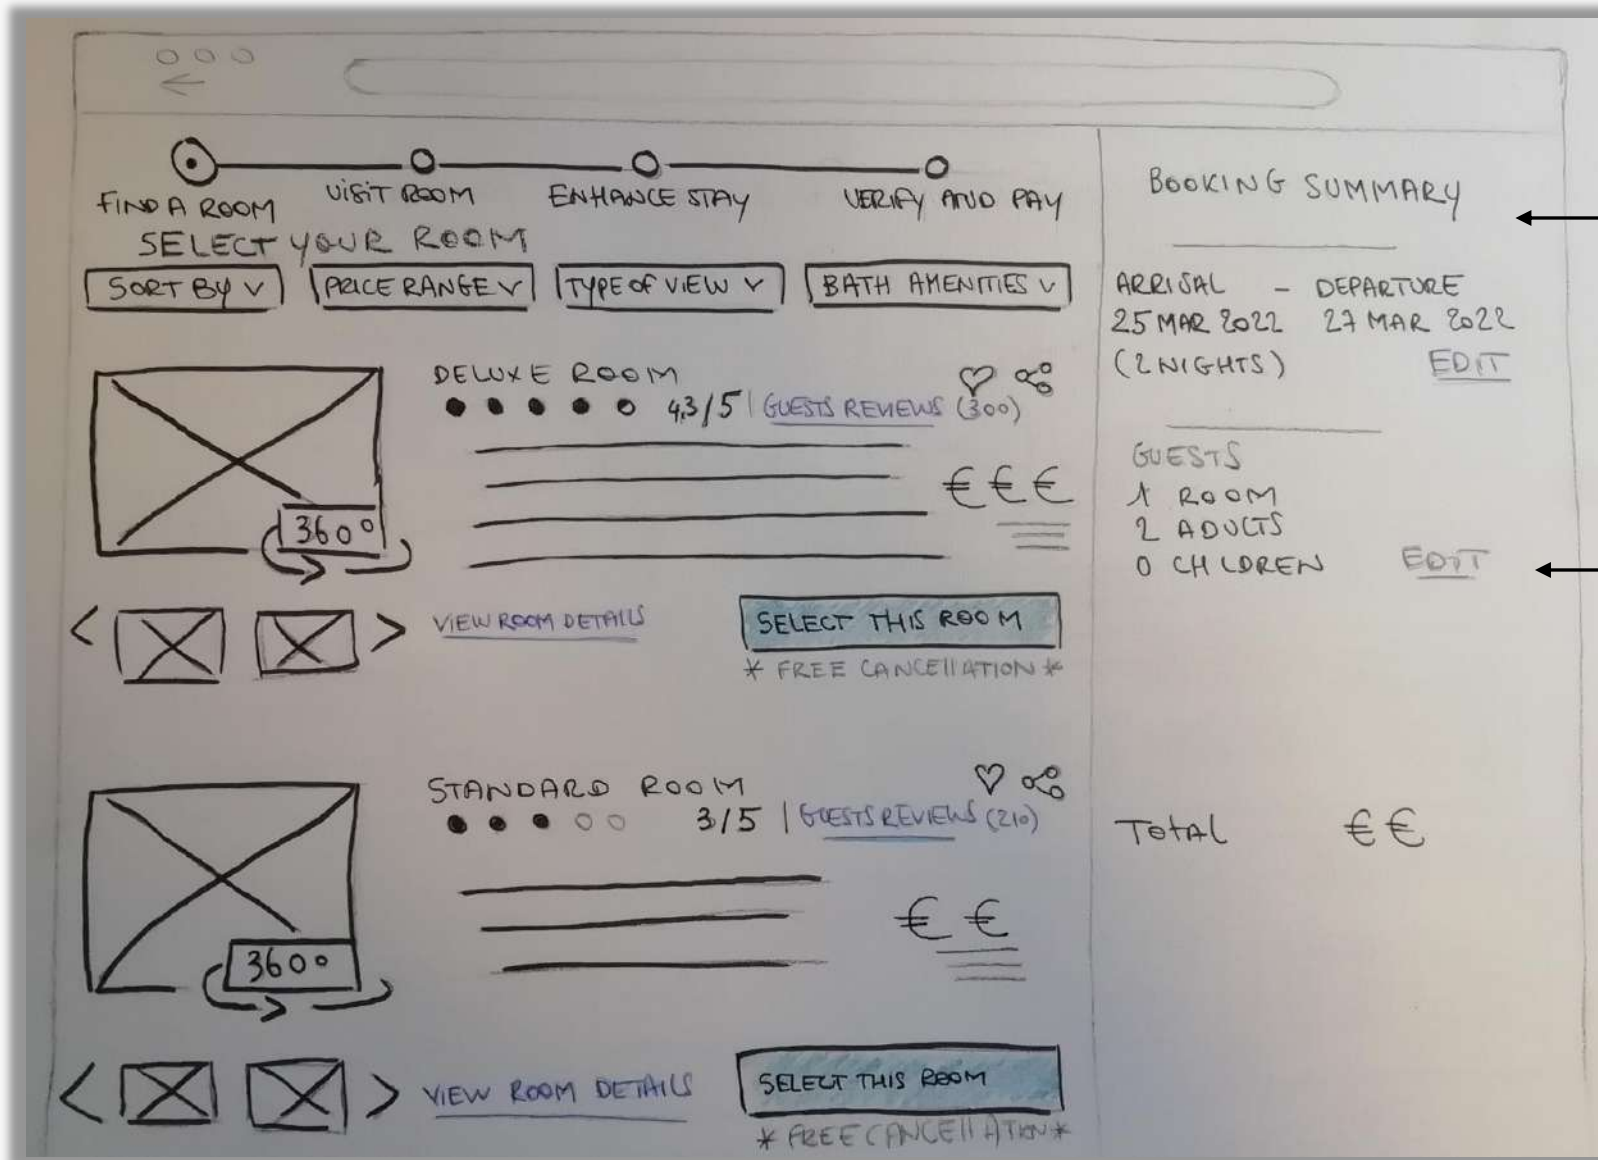 FIND A ROOM
VISIT ROOM
ENHANCE STAY
VERIFY AND PAY
SELECT YOUR ROOM
SORT BY
PRICE RANGE
TYPE OF VIEW
BATH AMENITIES
DELUXE ROOM
4,3/5 | GUESTS REVIEWS (300)
€€€
360°
VIEW ROOM DETAILS
SELECT THIS ROOM
* FREE CANCELLATION *
STANDARD ROOM
3/5 | GUESTS REVIEWS (210)
€ €
360°
VIEW ROOM DETAILS
SELECT THIS ROOM
* FREE CANCELLATION *
BOOKING SUMMARY
ARRISAL - DEPARTURE
25 MAR 2022 27 MAR 2022
(2 NIGHTS) EDIT
GUESTS
1 ROOM
2 ADULTS
0 CHLDREN EDIT
TOTAL €€